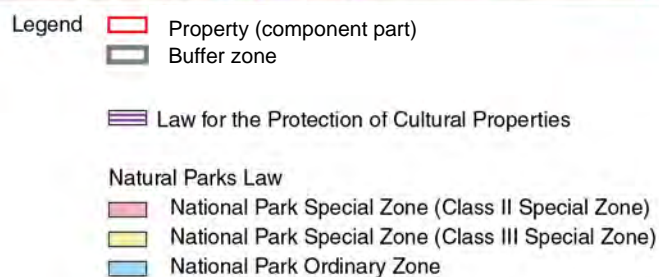 Legend Property (component part)
Buffer zone
Law for the Protection of Cultural Properties
Natural Parks Law
National Park Special Zone (Class II Special Zone)
National Park Special Zone (Class III Special Zone)
National Park Ordinary Zone